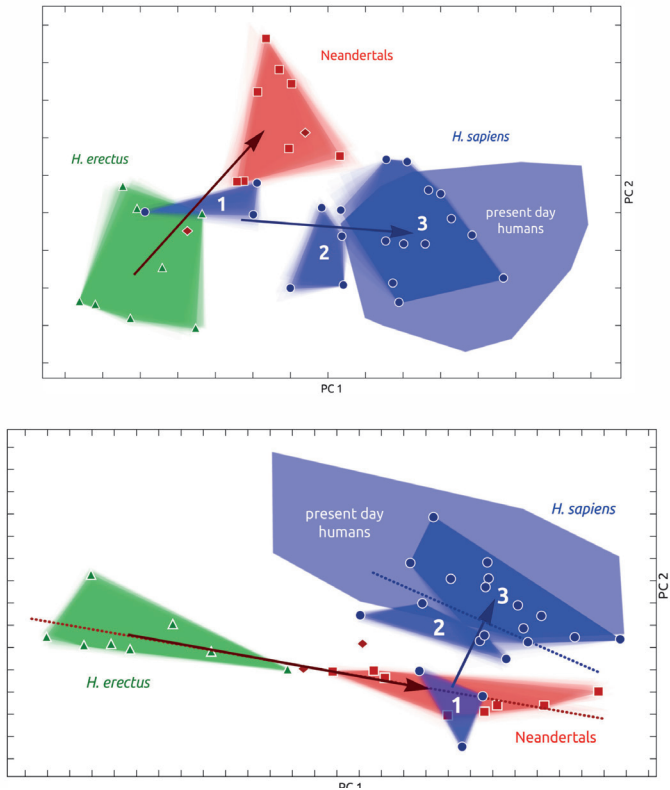 Neandertals
H. sapiens
H. erectus
1
present day
humans
3
2
PC 2
PC 1
present day
humans
H. sapiens
3
2
PC 2
H. erectus
1
Neandertals
PC 1